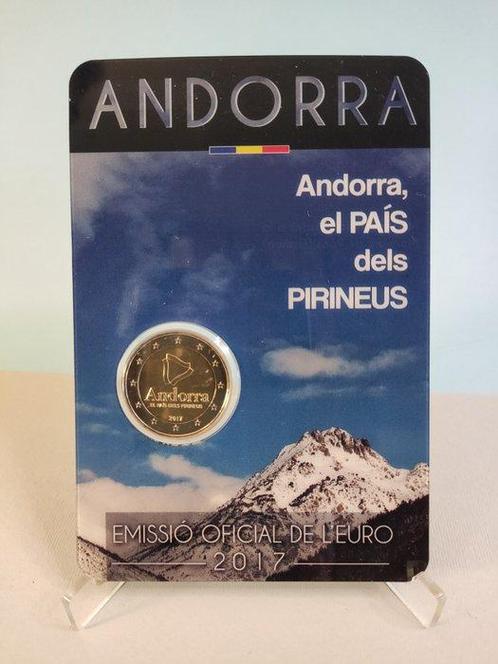 ANDORRA
Andorra,
el PAÍS
dels
PIRINEUS
Andorra
EL PAÍS DELS PIRINEUS
2017
EMISSIÓ OFICIAL DE L'EURO
2017